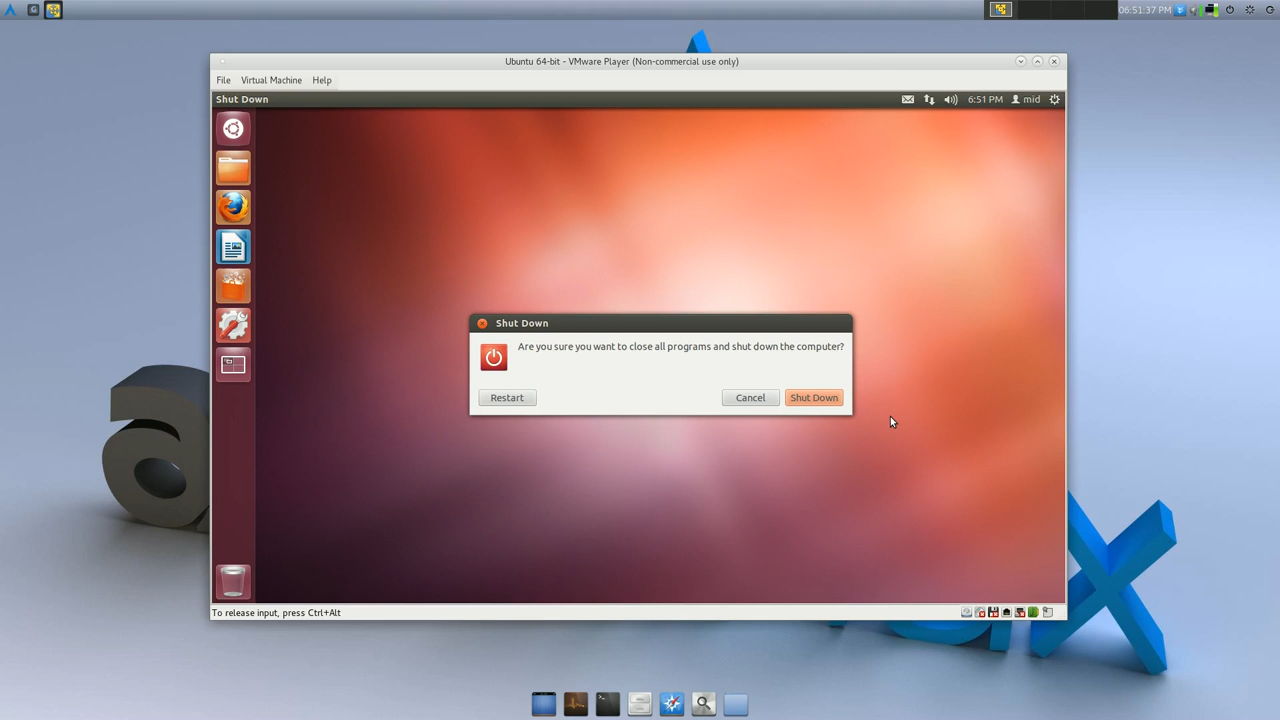 06:51:37 PM
Ubuntu 64-bit - VMware Player (Non-commercial use only)
File Virtual Machine Help
Shut Down
6:51 PM mid
Shut Down
Are you sure you want to close all programs and shut down the computer?
Restart Cancel Shut Down
To release input, press Ctrl+Alt
a
x